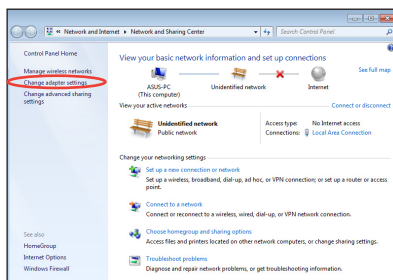 « Network and Internet ▸ Network and Sharing Center
Search Control Panel
Control Panel Home
Manage wireless networks
Change adapter settings
Change advanced sharing
settings
See also
HomeGroup
Internet Options
Windows Firewall
View your basic network information and set up connections
See full map
ASUS-PC
(This computer)
Unidentified network
Internet
View your active networks
Connect or disconnect
Unidentified network
Public network
Access type: No Internet access
Connections: Local Area Connection
Change your networking settings
Set up a new connection or network
Set up a wireless, broadband, dial-up, ad hoc, or VPN connection; or set up a router or access
point.
Connect to a network
Connect or reconnect to a wireless, wired, dial-up, or VPN network connection.
Choose homegroup and sharing options
Access files and printers located on other network computers, or change sharing settings.
Troubleshoot problems
Diagnose and repair network problems, or get troubleshooting information.